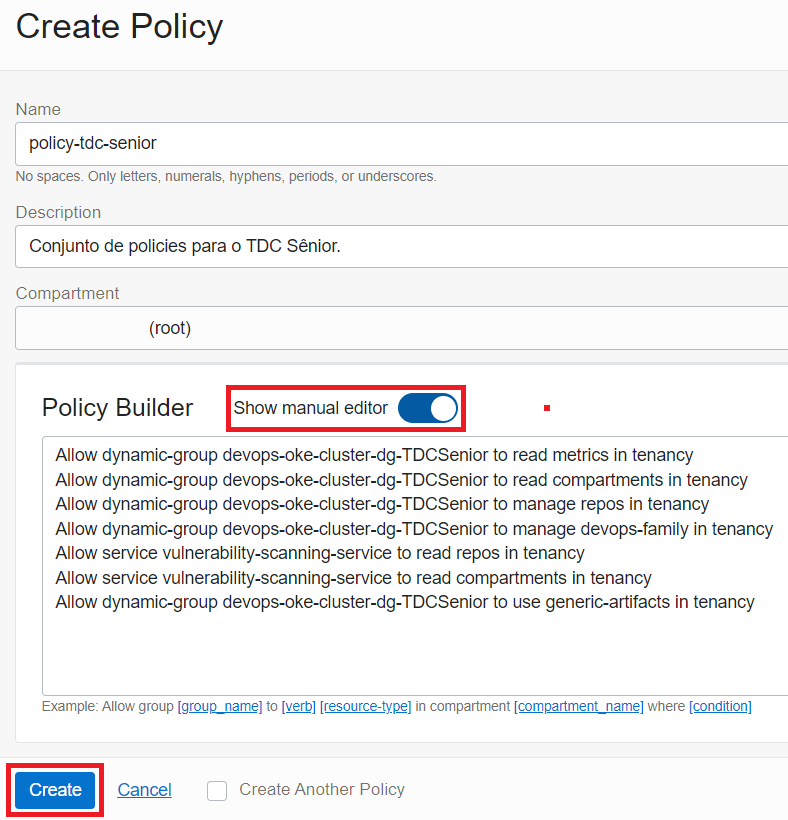 Create Policy
Name
policy-tdc-senior
No spaces. Only letters, numerals, hyphens, periods, or underscores.
Description
Conjunto de policies para o TDC Sênior.
Compartment
(root)
Policy Builder
Show manual editor
Allow dynamic-group devops-oke-cluster-dg-TDCSenior to read metrics in tenancy
Allow dynamic-group devops-oke-cluster-dg-TDCSenior to read compartments in tenancy
Allow dynamic-group devops-oke-cluster-dg-TDCSenior to manage repos in tenancy
Allow dynamic-group devops-oke-cluster-dg-TDCSenior to manage devops-family in tenancy
Allow service vulnerability-scanning-service to read repos in tenancy
Allow service vulnerability-scanning-service to read compartments in tenancy
Allow dynamic-group devops-oke-cluster-dg-TDCSenior to use generic-artifacts in tenancy
Example: Allow group [group_name] to [verb] [resource-type] in compartment [compartment_name] where [condition]
Create Cancel Create Another Policy